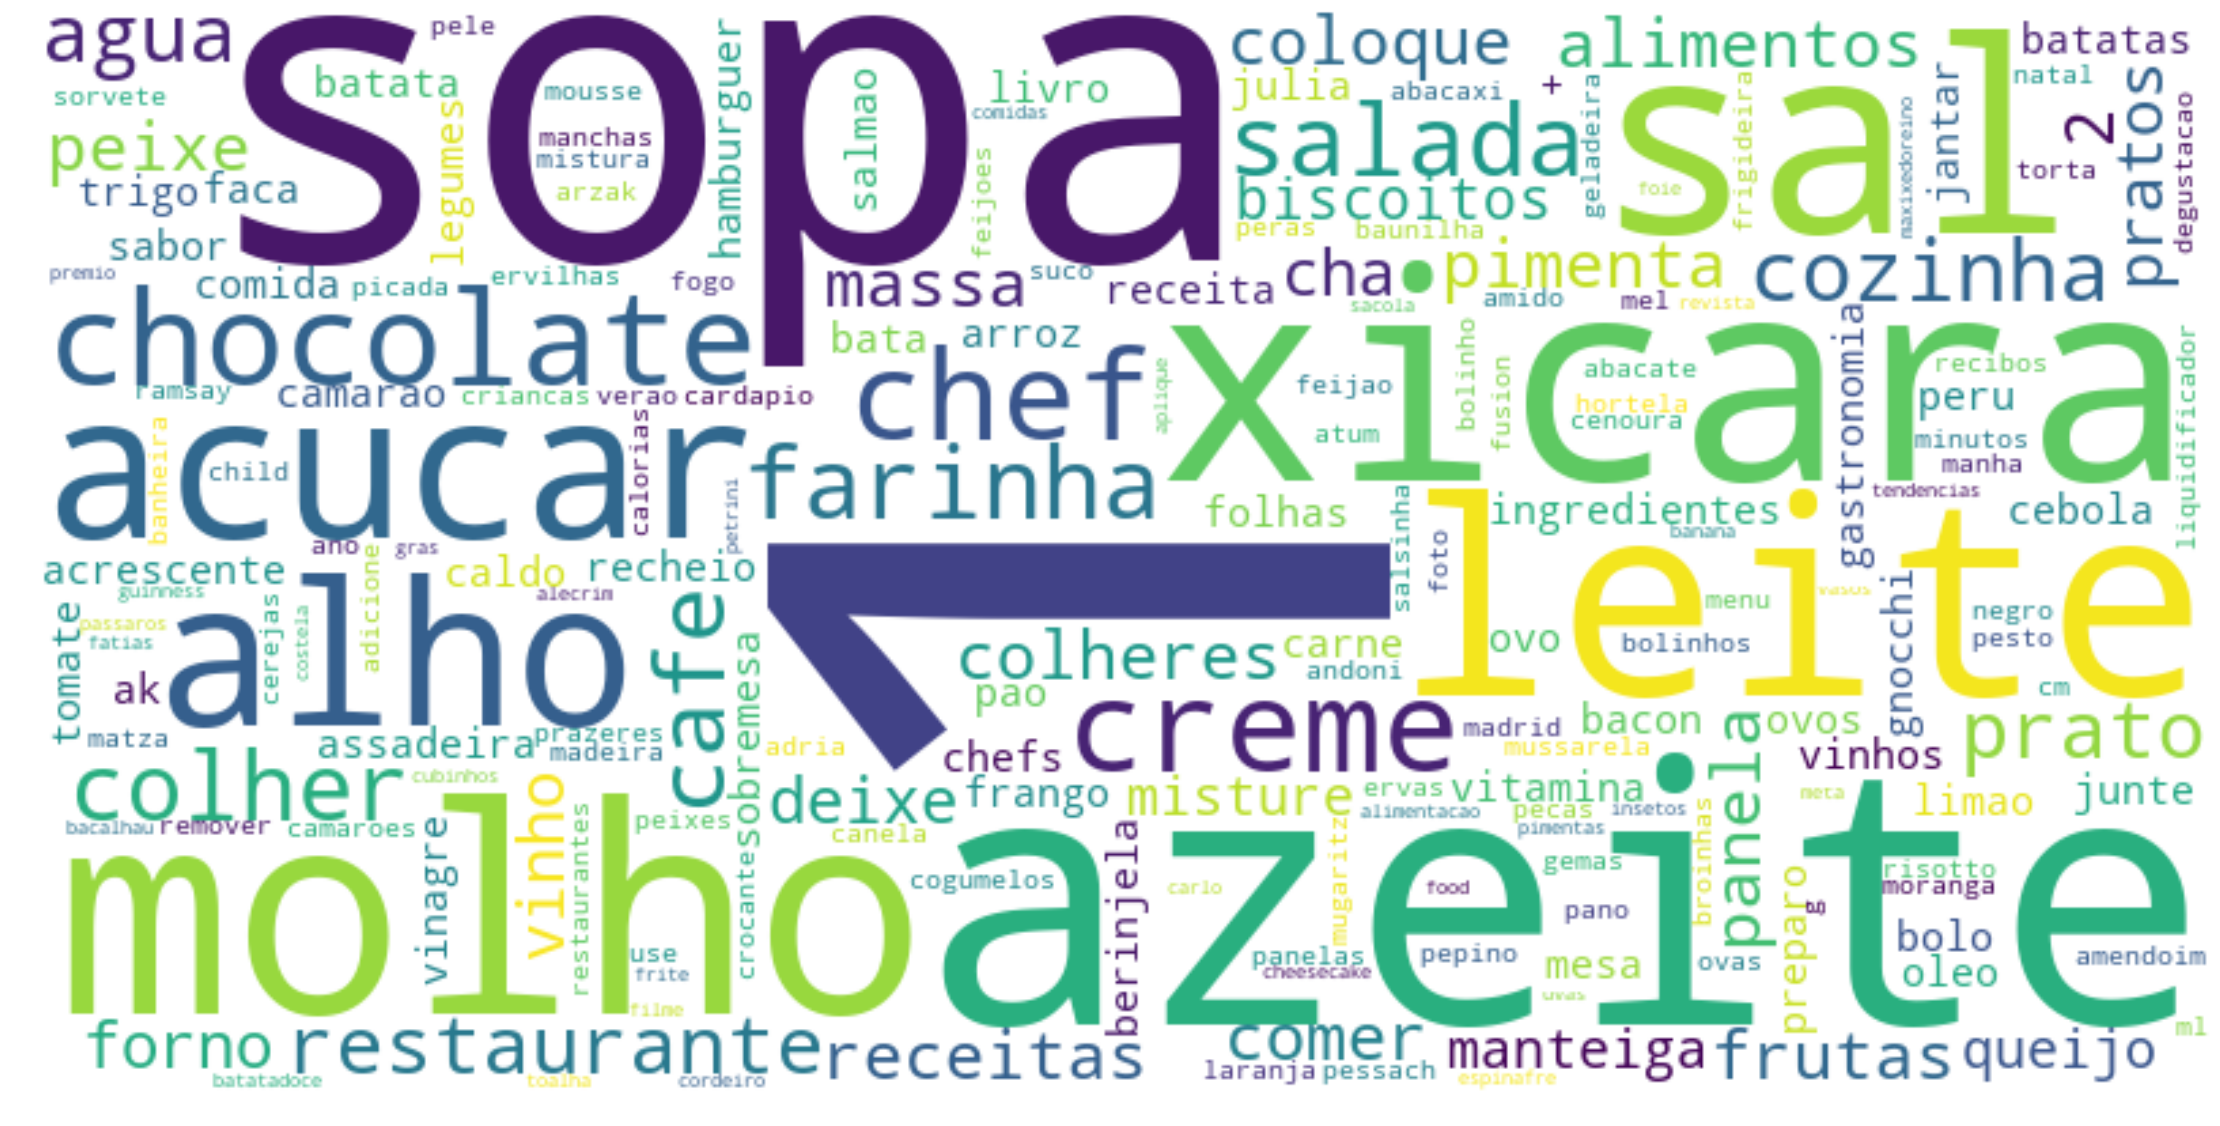 agua
sopa
pele
coloque
alimentos
sal
batatas
sorvete
batata
mousse
hamburguer
salmao
livro
comidas
julia
abacaxi
+
geladeira
frigideira
maxixedoreino
jantar
natal
2
pratos
degustacao
peixe
legumes
manchas
mistura
arzak
feijoes
salada
foie
torta
trigo
faca
biscoitos
sabor
peras
baunilha
premio
comida
picada
ervilhas
fogo
massa
suco
receita
cha
pimenta
cozinha
sacola
amido
mel
revista
chocolate
bata
arroz
chef
xicara
gastronomia
recibos
liquidificador
ramsay
camarao
criancas
verao
cardapio
aplique
feijao
bolinho
fusion
abacate
hortela
cenoura
peru
atum
minutos
manha
acucar
banheira
child
calorias
petrini
farinha
folhas
salsinha
leite
ingredientes
banana
tendencias
cebola
ano
gras
acrescente
guinness
adicione
caldo
alecrim
recheio
1
foto
menu
vasos
gnocchi
negro
pesto
tomate
passaros
fatias
cerejas
costela
alho
cafe
sobremesa
colheres
carne
andoni
ovo
bolinhos
cm
ak
pao
matza
assadeira
prazeres
madeira
adria
chefs
creme
madrid
mussarela
bacon
ovos
panela
vinhos
prato
colher
cubinhos
vinho
deixe
frango
misture
ervas
vitamina
meta
limao
junte
bacalhau
remover
camaroes
vinagre
restaurantes
peixes
crocante
canela
berinjela
alimentacao
pecas
pimentas
insetos
broinhas
molho
azeite
cogumelos
carlo
mugaritz
food
gemas
pano
preparo
g
risotto
moranga
use
frite
filme
panelas
cheesecake
pepino
mesa
ovas
uvas
bolo
oleo
amendoim
forno
restaurante
receitas
comer
manteiga
frutas
queijo
ml
batatadoce
toalha
cordeiro
laranja
pessach
espinafre